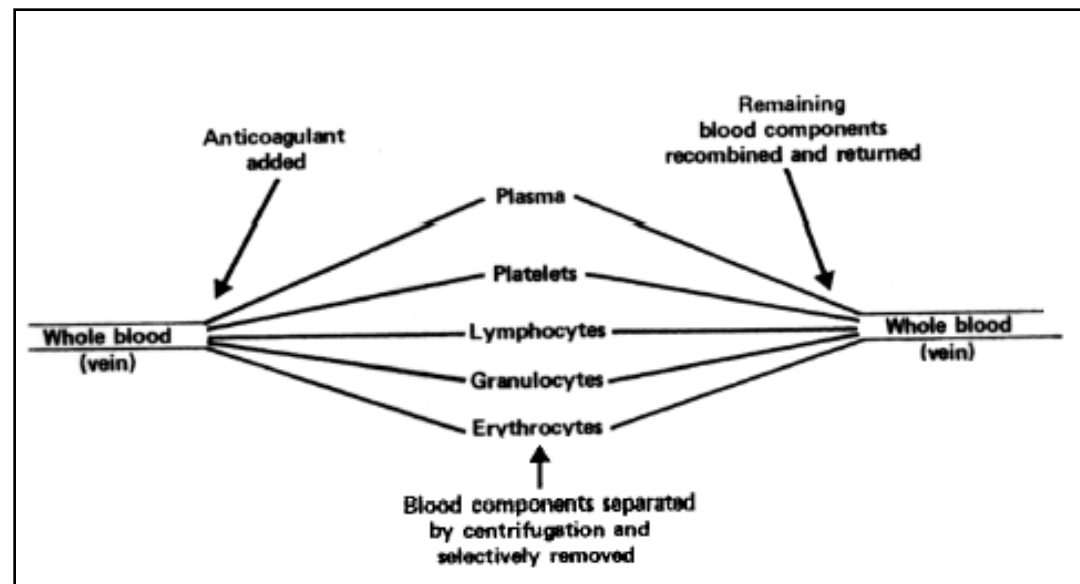 Anticoagulant
added
Remaining
blood components
recombined and returned
Plasma
Platelets
Whole blood
(vein)
Lymphocytes
Whole blood
(vein)
Granulocytes
Erythrocytes
Blood components separated
by centrifugation and
selectively removed